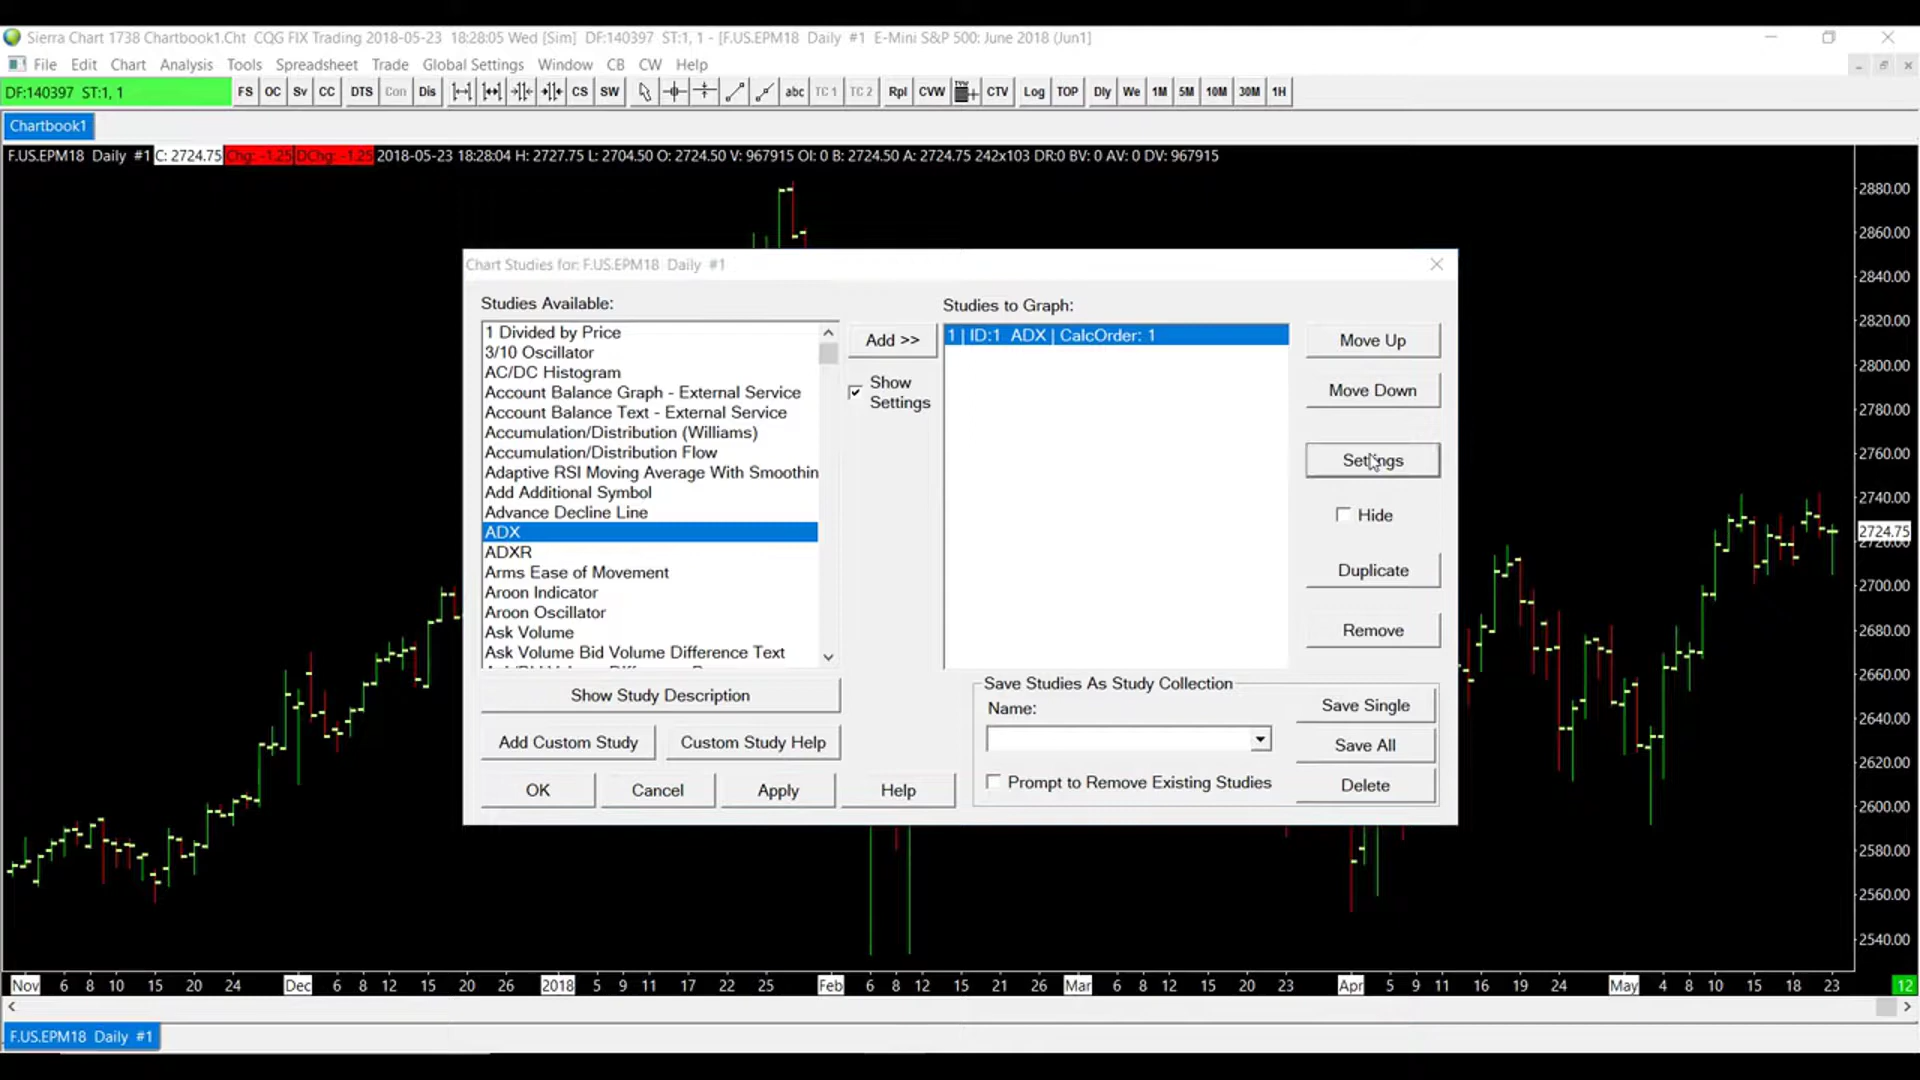 Sierra Chart 1738 Chartbook1.Cht CQG FIX Trading 2018-05-23 18:28:05 Wed [Sim] DF:140397 ST:1, 1 - [F.US.EPM18 Daily #1 E-Mini S&P 500: June 2018 (Jun1]
File Edit Chart Analysis Tools Spreadsheet Trade Global Settings Window CB CW Help
DF:140397 ST:1, 1 FS OC Sv CC DTS Con Dis CS SW abc TC 1 TC 2 Rpl CVW CTV Log TOP Dly We 1M 5M 10M 30M 1H
Chartbook1
F.US.EPM18 Daily #1 C: 2724.75 Chg: -1.25 DChg: -1.25 2018-05-23 18:28:04 H: 2727.75 L: 2704.50 O: 2724.50 V: 967915 OI: 0 B: 2724.50 A: 2724.75 242x103 DR:0 BV: 0 AV: 0 DV: 967915
2880.00
2860.00
2840.00
2820.00
2800.00
2780.00
2760.00
2740.00
2724.75
2720.00
2700.00
2680.00
2660.00
2640.00
2620.00
2600.00
2580.00
2560.00
2540.00
Chart Studies for: F.US.EPM18 Daily #1
Studies Available:
1 Divided by Price
3/10 Oscillator
AC/DC Histogram
Account Balance Graph - External Service
Account Balance Text - External Service
Accumulation/Distribution (Williams)
Accumulation/Distribution Flow
Adaptive RSI Moving Average With Smoothin
Add Additional Symbol
Advance Decline Line
ADX
ADXR
Arms Ease of Movement
Aroon Indicator
Aroon Oscillator
Ask Volume
Ask Volume Bid Volume Difference Text
Show Study Description
Add Custom Study
Custom Study Help
OK
Cancel
Apply
Help
Add >>
Show
Settings
Studies to Graph:
1 | ID:1 ADX | CalcOrder: 1
Move Up
Move Down
Settings
Hide
Duplicate
Remove
Save Studies As Study Collection
Name:
Prompt to Remove Existing Studies
Save Single
Save All
Delete
Nov 6 8 10 15 20 24 Dec 6 8 12 15 20 26 2018 5 9 11 17 22 25 Feb 6 8 12 15 21 26 Mar 6 8 12 15 20 23 Apr 5 9 11 16 19 24 May 4 8 10 15 18 23 12
F.US.EPM18 Daily #1